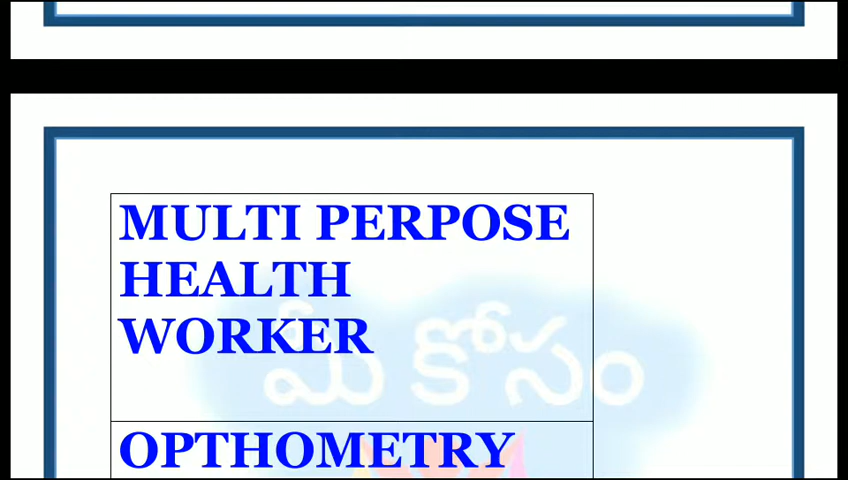 MULTI PERPOSE
HEALTH
WORKER
మీ కోసం
OPTHOMETRY